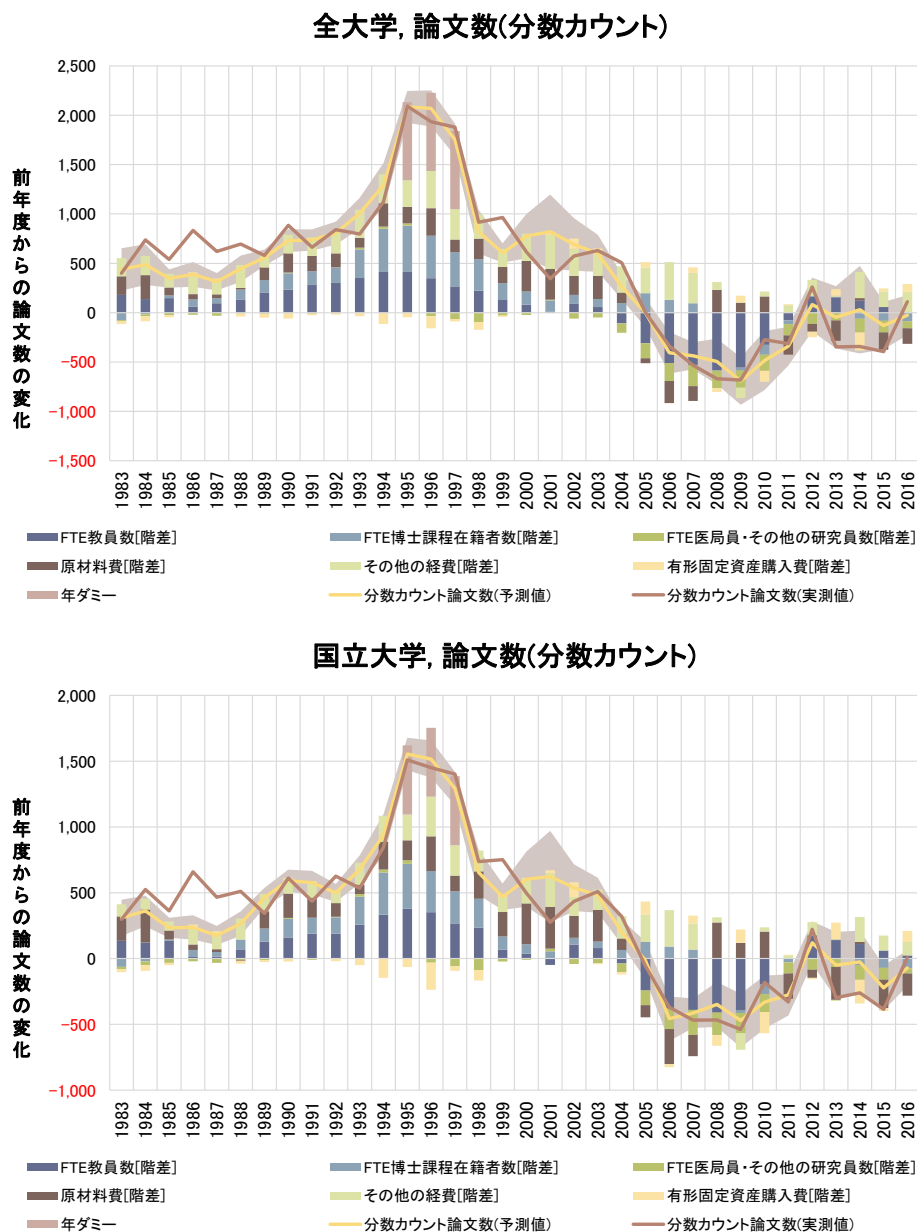 全大学, 論文数(分数カウント)
前年度からの論文数の変化
2,500
2,000
1,500
1,000
500
0
−500
−1,000
−1,500
1983 1984 1985 1986 1987 1988 1989 1990 1991 1992 1993 1994 1995 1996 1997 1998 1999 2000 2001 2002 2003 2004 2005 2006 2007 2008 2009 2010 2011 2012 2013 2014 2015 2016
FTE教員数[階差] FTE博士課程在籍者数[階差] FTE医局員・その他の研究員数[階差]
原材料費[階差] その他の経費[階差] 有形固定資産購入費[階差]
年ダミー 分数カウント論文数(予測値) 分数カウント論文数(実測値)
国立大学, 論文数(分数カウント)
前年度からの論文数の変化
2,000
1,500
1,000
500
0
−500
−1,000
1983 1984 1985 1986 1987 1988 1989 1990 1991 1992 1993 1994 1995 1996 1997 1998 1999 2000 2001 2002 2003 2004 2005 2006 2007 2008 2009 2010 2011 2012 2013 2014 2015 2016
FTE教員数[階差] FTE博士課程在籍者数[階差] FTE医局員・その他の研究員数[階差]
原材料費[階差] その他の経費[階差] 有形固定資産購入費[階差]
年ダミー 分数カウント論文数(予測値) 分数カウント論文数(実測値)